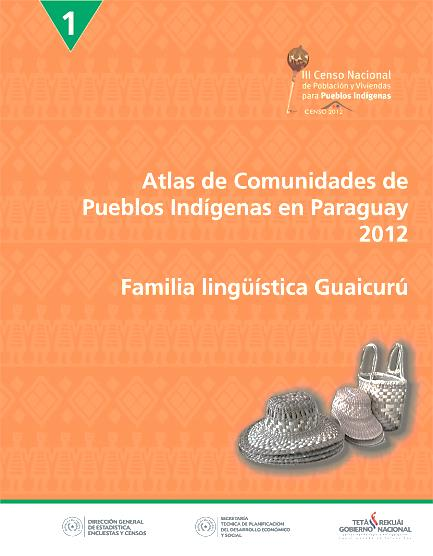 1
III Censo Nacional
de Población y Viviendas
para Pueblos Indígenas
CENSO 2012
Atlas de Comunidades de
Pueblos Indígenas en Paraguay
2012
Familia lingüística Guaicurú
DIRECCIÓN GENERAL
DE ESTADÍSTICA,
ENCUESTAS Y CENSOS
SECRETARÍA
TÉCNICA DE PLANIFICACIÓN
DEL DESARROLLO ECONÓMICO
Y SOCIAL
TETÃ REKUÁI
GOBIERNO NACIONAL